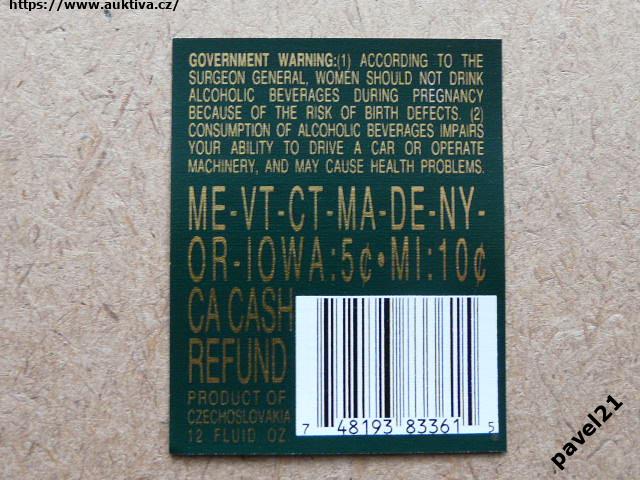 https://www.auktiva.cz/
GOVERNMENT WARNING:(1) ACCORDING TO THE
SURGEON GENERAL, WOMEN SHOULD NOT DRINK
ALCOHOLIC BEVERAGES DURING PREGNANCY
BECAUSE OF THE RISK OF BIRTH DEFECTS. (2)
CONSUMPTION OF ALCOHOLIC BEVERAGES IMPAIRS
YOUR ABILITY TO DRIVE A CAR OR OPERATE
MACHINERY, AND MAY CAUSE HEALTH PROBLEMS.
ME-VT-CT-MA-DE-NY-
OR-IOWA:5¢•MI:10¢
CA CASH
REFUND
PRODUCT OF
CZECHOSLOVAKIA
12 FLUID OZ.
7 48193 83361 5
pavel21